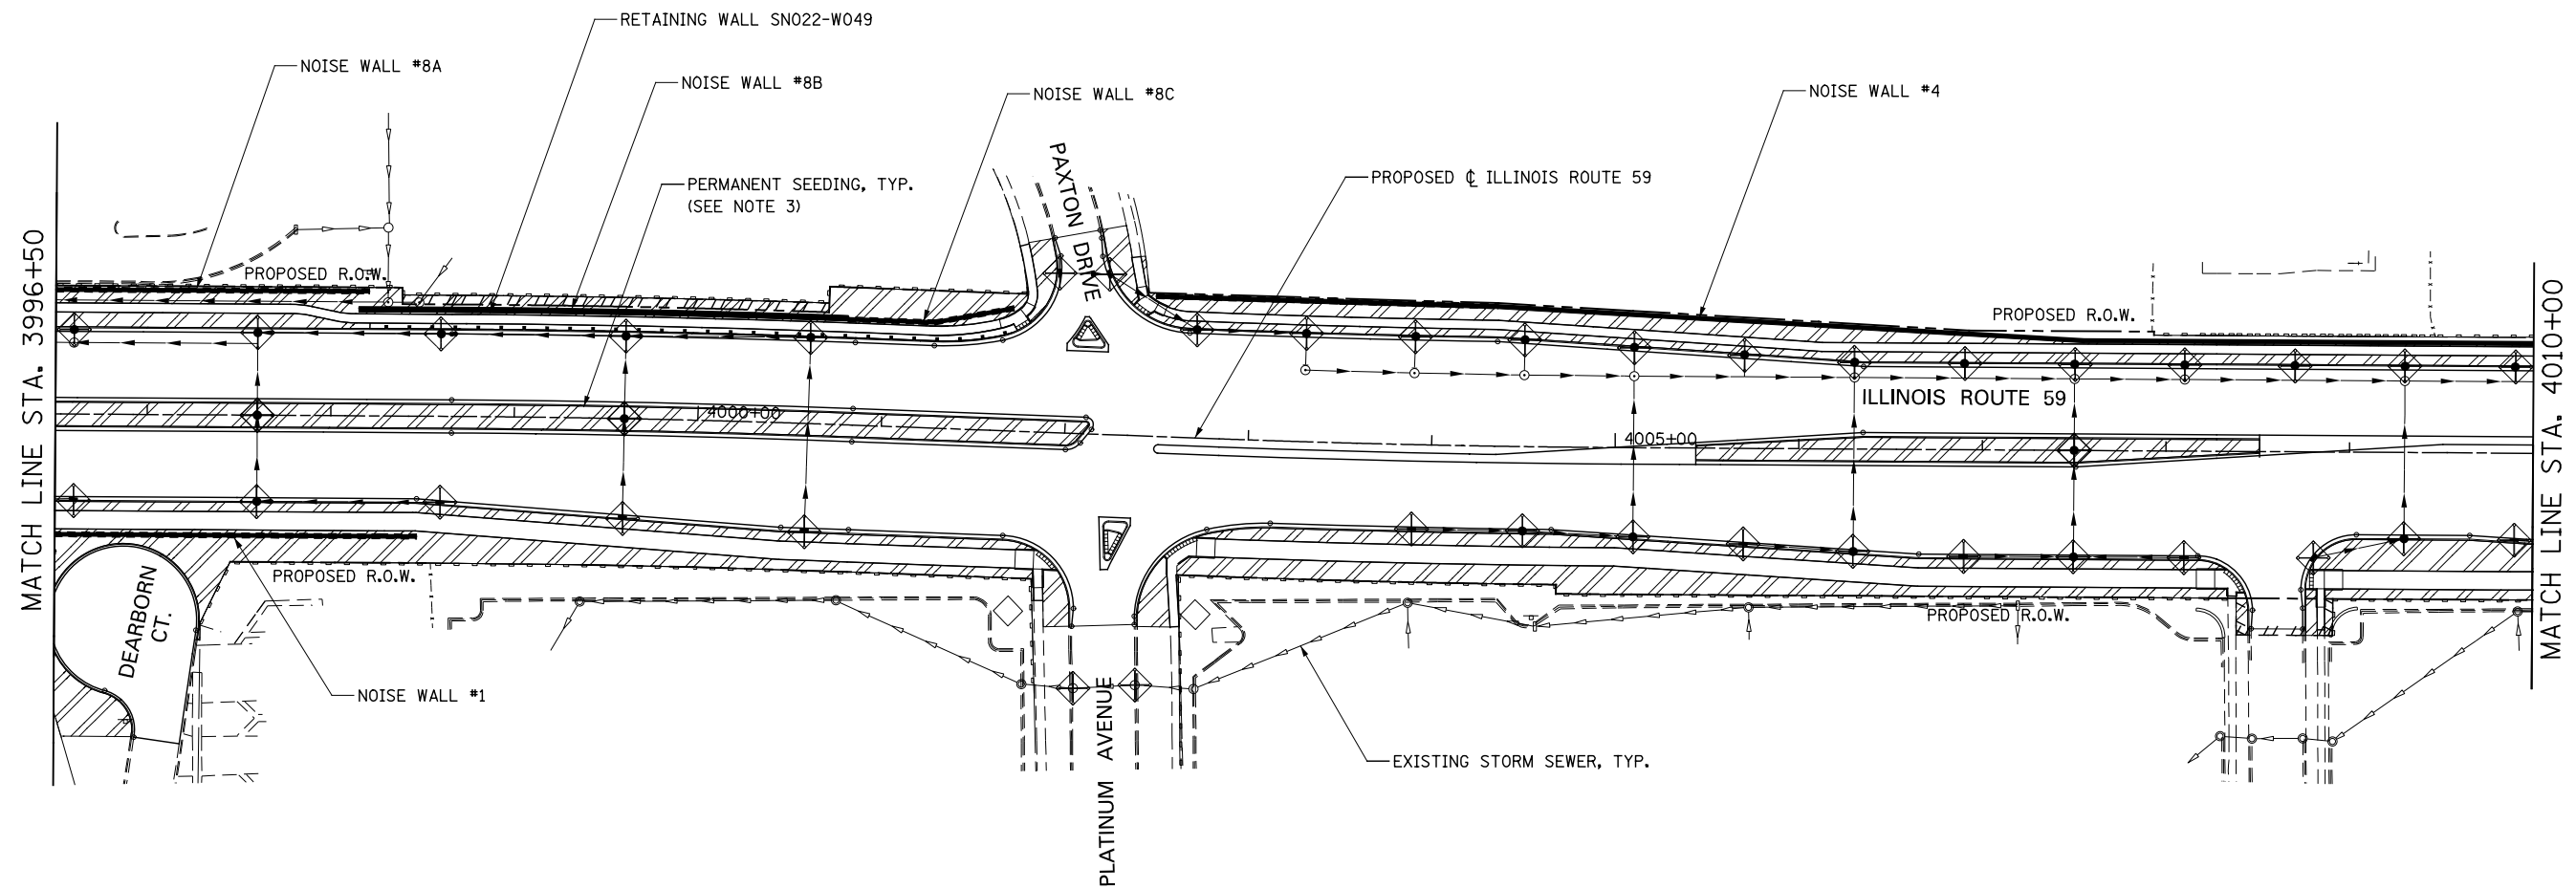 RETAINING WALL SN022-W049
NOISE WALL #8A
NOISE WALL #8B
NOISE WALL #8C
NOISE WALL #4
PERMANENT SEEDING, TYP.
(SEE NOTE 3)
PAXTON DRIVE
PROPOSED ℄ ILLINOIS ROUTE 59
MATCH LINE STA. 3996+50
PROPOSED R.O.W.
PROPOSED R.O.W.
MATCH LINE STA. 4010+00
ILLINOIS ROUTE 59
4000+00
4005+00
DEARBORN
CT.
PROPOSED R.O.W.
PROPOSED R.O.W.
NOISE WALL #1
PLATINUM AVENUE
EXISTING STORM SEWER, TYP.